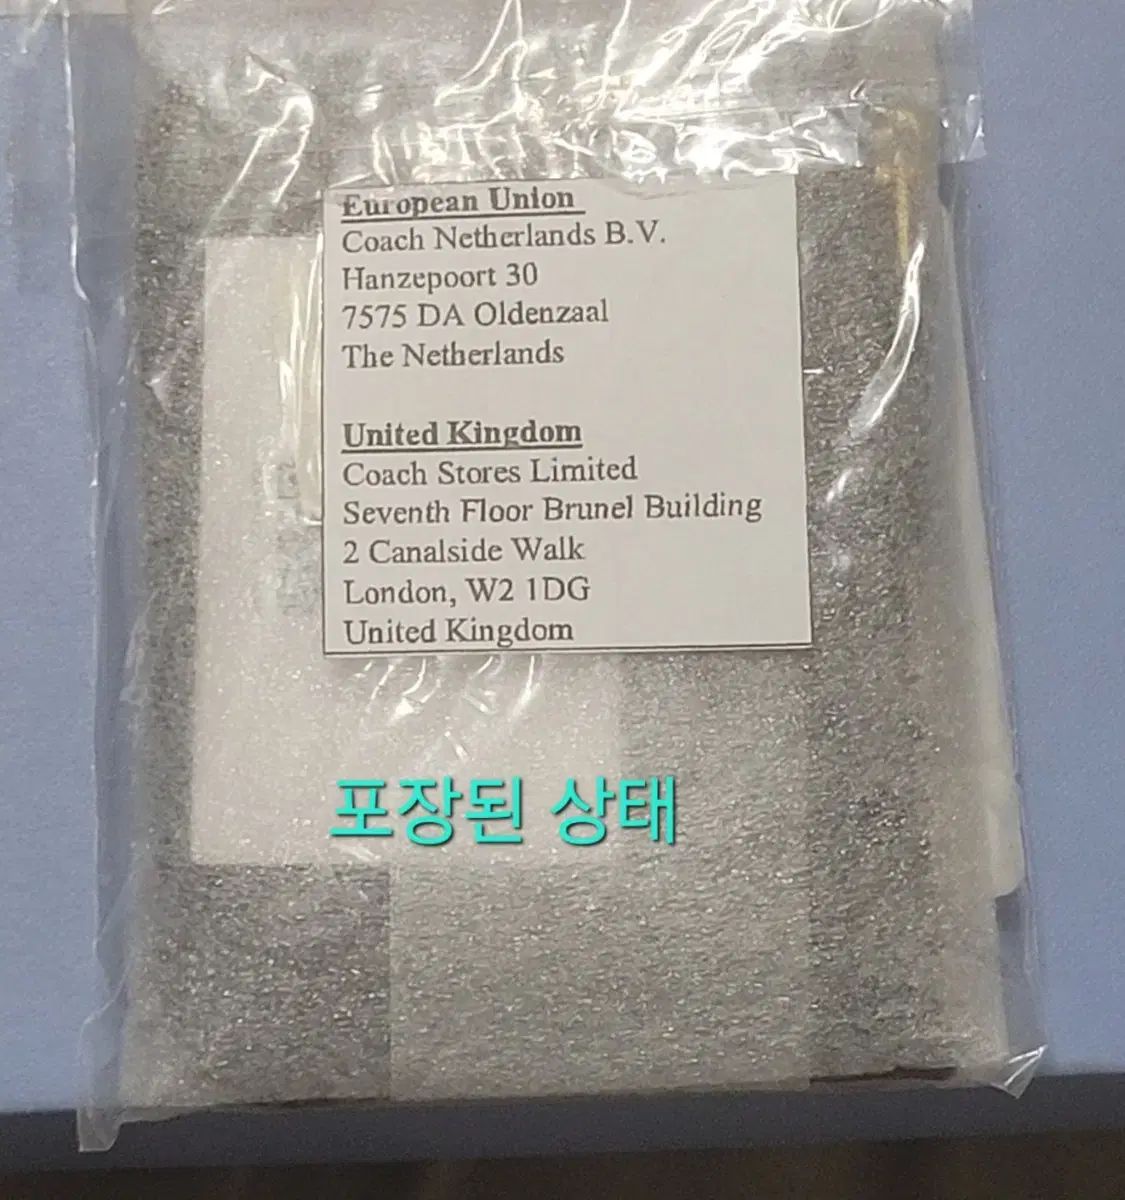 European Union
Coach Netherlands B.V.
Hanzepoort 30
7575 DA Oldenzaal
The Netherlands
United Kingdom
Coach Stores Limited
Seventh Floor Brunel Building
2 Canalside Walk
London, W2 1DG
United Kingdom
포장된 상태